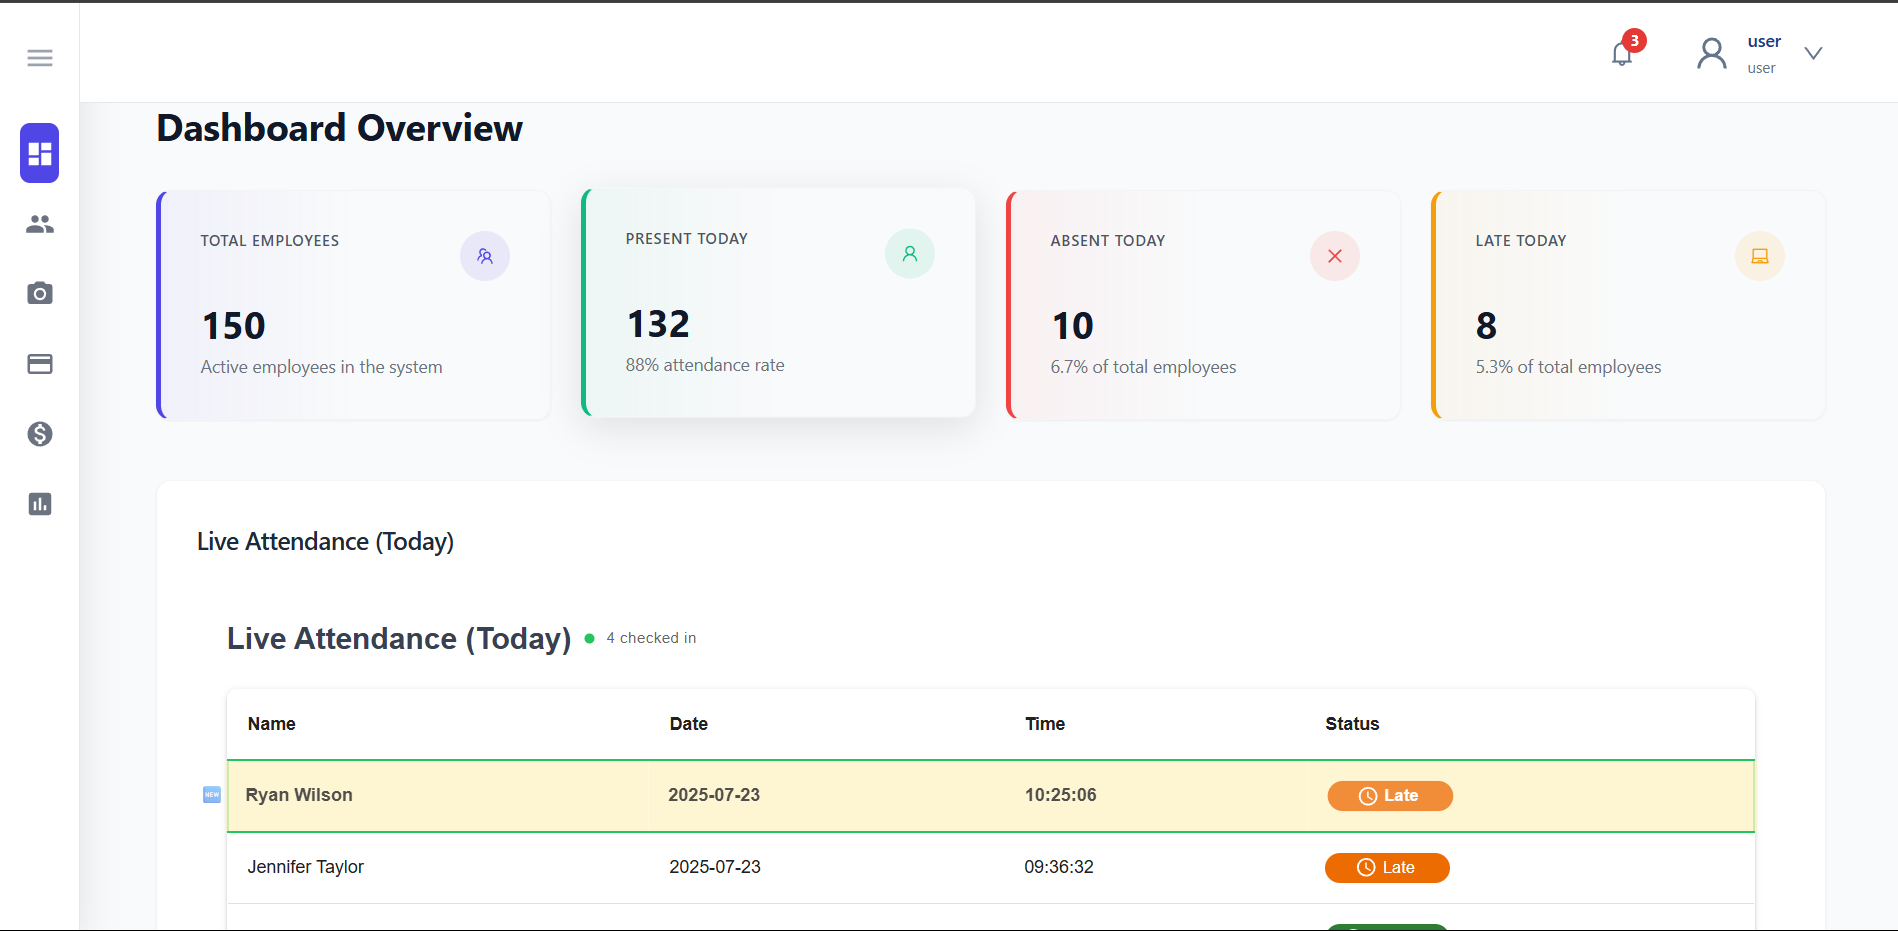 3
user
user
Dashboard Overview
TOTAL EMPLOYEES
150
Active employees in the system
PRESENT TODAY
132
88% attendance rate
ABSENT TODAY
10
6.7% of total employees
LATE TODAY
8
5.3% of total employees
Live Attendance (Today)
Live Attendance (Today) 4 checked in
Name Date Time Status
NEW Ryan Wilson 2025-07-23 10:25:06 Late
Jennifer Taylor 2025-07-23 09:36:32 Late